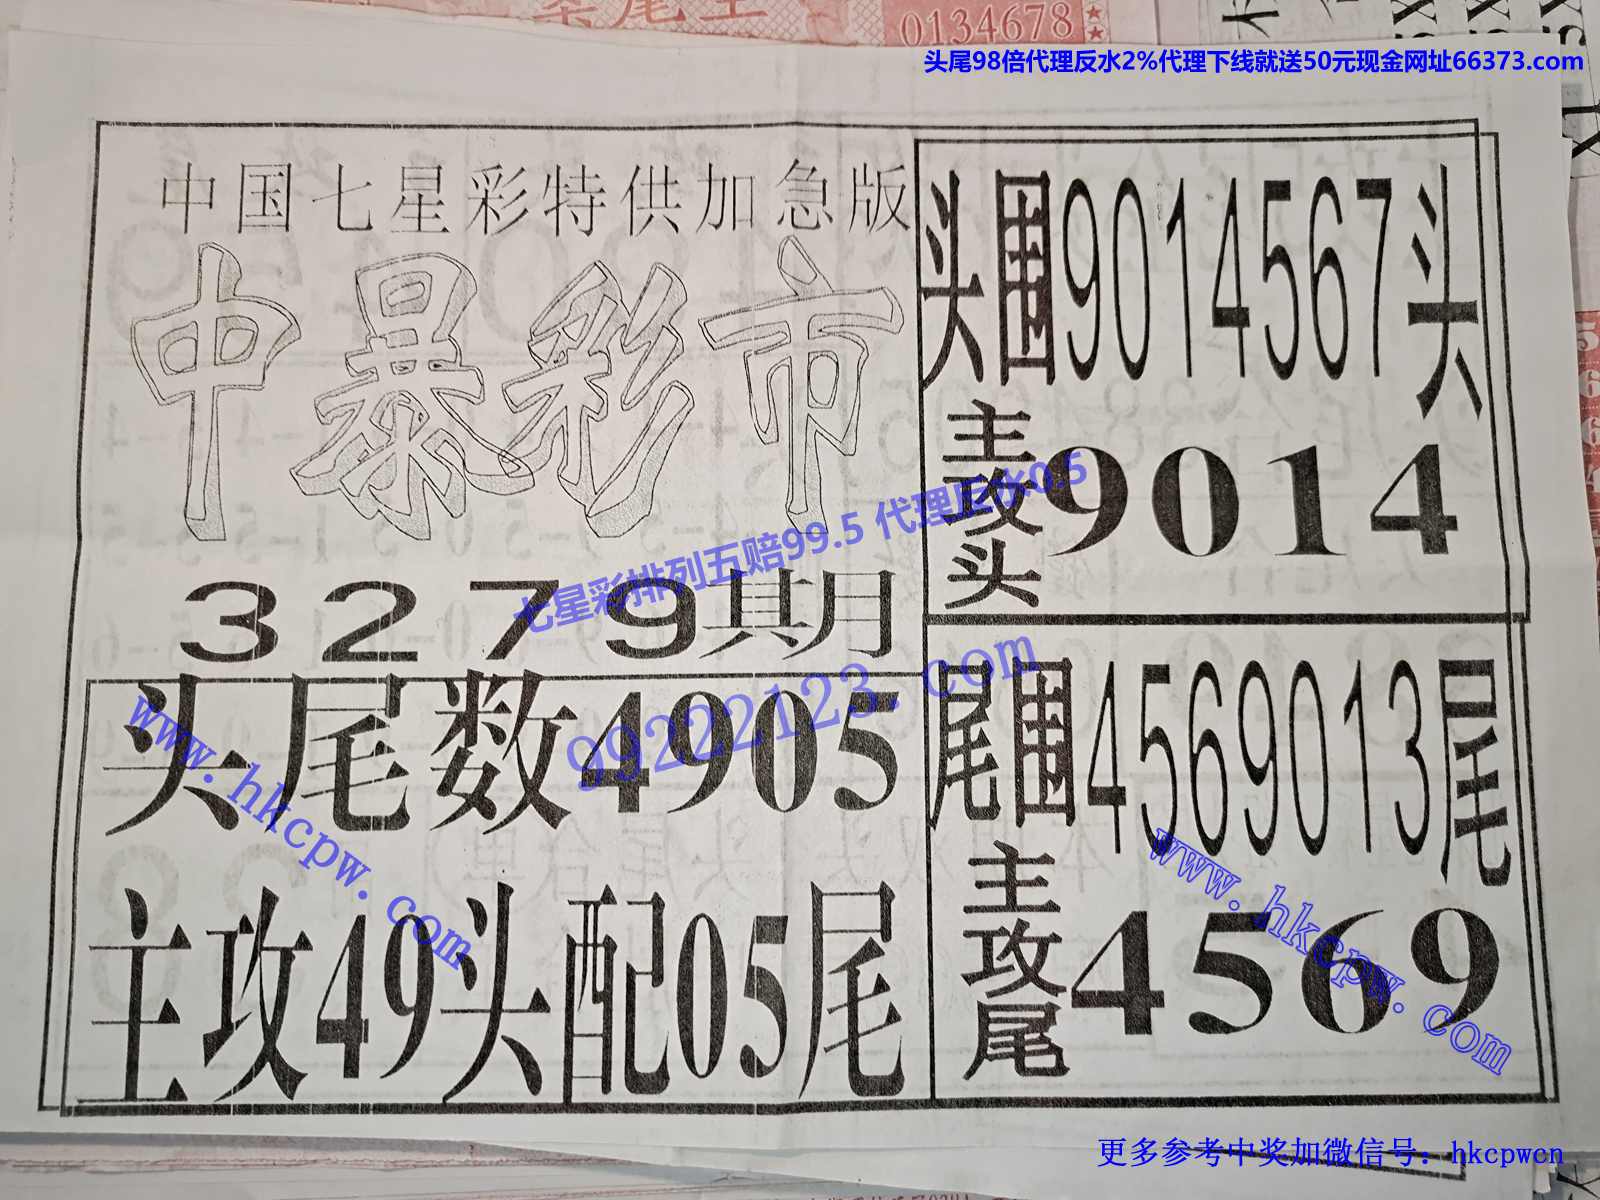 0134678
头尾98倍代理反水2%代理下线就送50元现金网址66373.com
中国七星彩特供加急版
中暴彩市
3279其月
头尾数4905
主攻49头配05尾
头围9014567头
主攻头9014
尾围4569013尾
主攻尾4569
七星彩排列五赔99.5 代理反水0.5
99222123.com
www.hkcpw.com
www.hkcpw.com
更多参考中奖加微信号：hkcpwcn